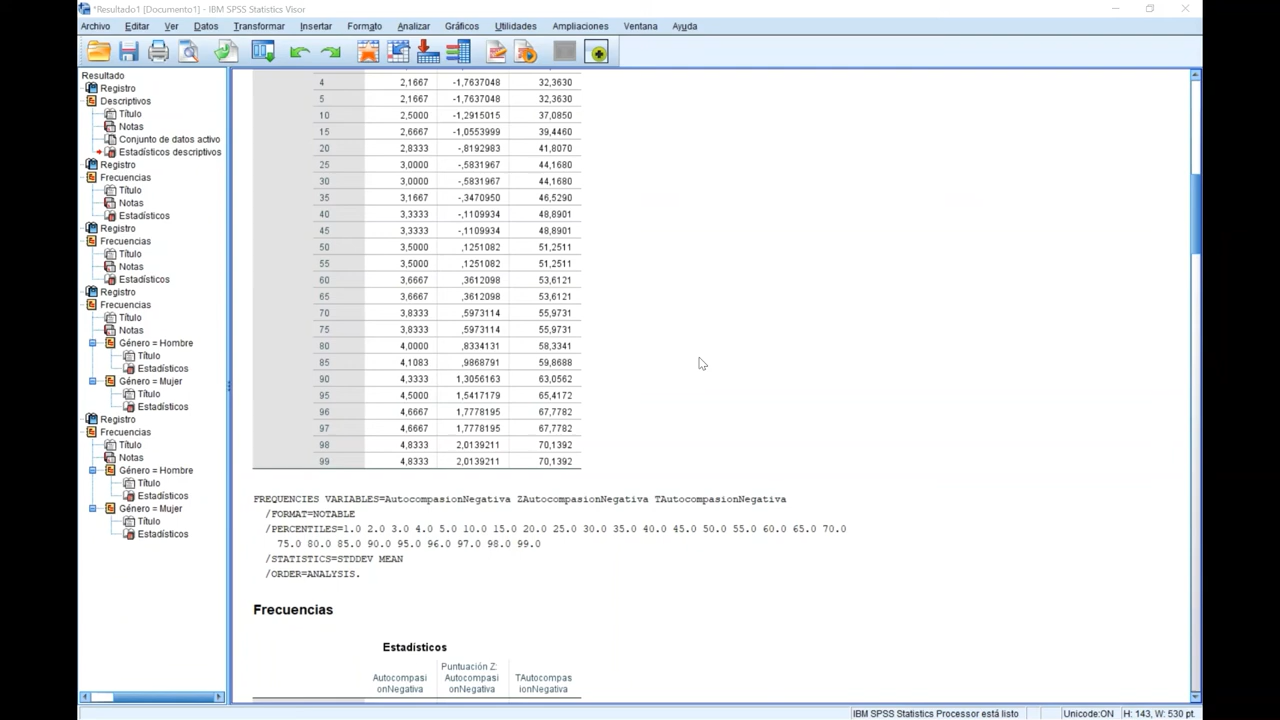 *Resultado1 [Documento1] - IBM SPSS Statistics Visor
Archivo Editar Ver Datos Transformar Insertar Formato Analizar Gráficos Utilidades Ampliaciones Ventana Ayuda
Resultado
Registro
Descriptivos
Título
Notas
Conjunto de datos activo
Estadísticos descriptivos
Registro
Frecuencias
Título
Notas
Estadísticos
Registro
Frecuencias
Título
Notas
Estadísticos
Registro
Frecuencias
Título
Notas
Género = Hombre
Título
Estadísticos
Género = Mujer
Título
Estadísticos
Registro
Frecuencias
Título
Notas
Género = Hombre
Título
Estadísticos
Género = Mujer
Título
Estadísticos
4 2,1667 -1,7637048 32,3630
5 2,1667 -1,7637048 32,3630
10 2,5000 -1,2915015 37,0850
15 2,6667 -1,0553999 39,4460
20 2,8333 -,8192983 41,8070
25 3,0000 -,5831967 44,1680
30 3,0000 -,5831967 44,1680
35 3,1667 -,3470950 46,5290
40 3,3333 -,1109934 48,8901
45 3,3333 -,1109934 48,8901
50 3,5000 ,1251082 51,2511
55 3,5000 ,1251082 51,2511
60 3,6667 ,3612098 53,6121
65 3,6667 ,3612098 53,6121
70 3,8333 ,5973114 55,9731
75 3,8333 ,5973114 55,9731
80 4,0000 ,8334131 58,3341
85 4,1083 ,9868791 59,8688
90 4,3333 1,3056163 63,0562
95 4,5000 1,5417179 65,4172
96 4,6667 1,7778195 67,7782
97 4,6667 1,7778195 67,7782
98 4,8333 2,0139211 70,1392
99 4,8333 2,0139211 70,1392
FREQUENCIES VARIABLES=AutocompasionNegativa ZAutocompasionNegativa TAutocompasionNegativa
/FORMAT=NOTABLE
/PERCENTILES=1.0 2.0 3.0 4.0 5.0 10.0 15.0 20.0 25.0 30.0 35.0 40.0 45.0 50.0 55.0 60.0 65.0 70.0
75.0 80.0 85.0 90.0 95.0 96.0 97.0 98.0 99.0
/STATISTICS=STDDEV MEAN
/ORDER=ANALYSIS.
Frecuencias
Estadísticos
Autocompasi
onNegativa
Puntuación Z:
Autocompasi
onNegativa
TAutocompas
ionNegativa
IBM SPSS Statistics Processor está listo Unicode:ON H: 143, W: 530 pt.